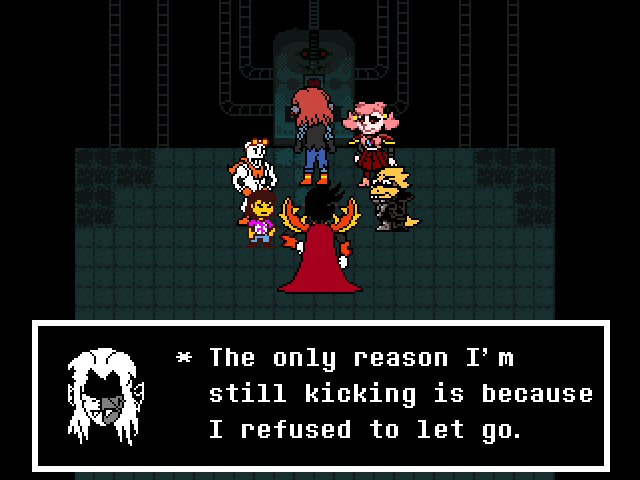 * The only reason I'm
still kicking is because
I refused to let go.